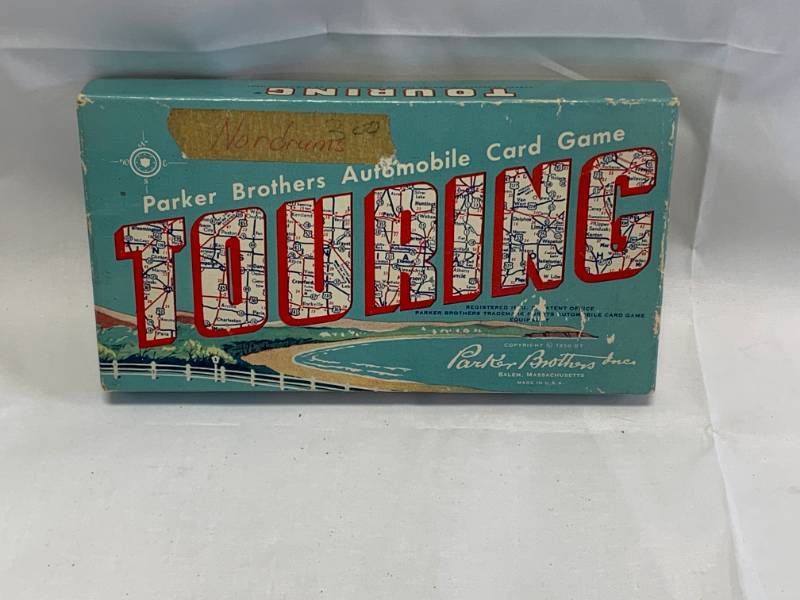 TOURING
Nordrums 3.00
Parker Brothers Automobile Card Game
TOURING
REGISTERED IN U. PATENT OFFICE
PARKER BROTHERS TRADEMARK FOR ITS AUTOMOBILE CARD GAME
EQUIPMENT
COPYRIGHT © 1950 BY
Parker Brothers Inc.
SALEM, MASSACHUSETTS
MADE IN U.S.A.